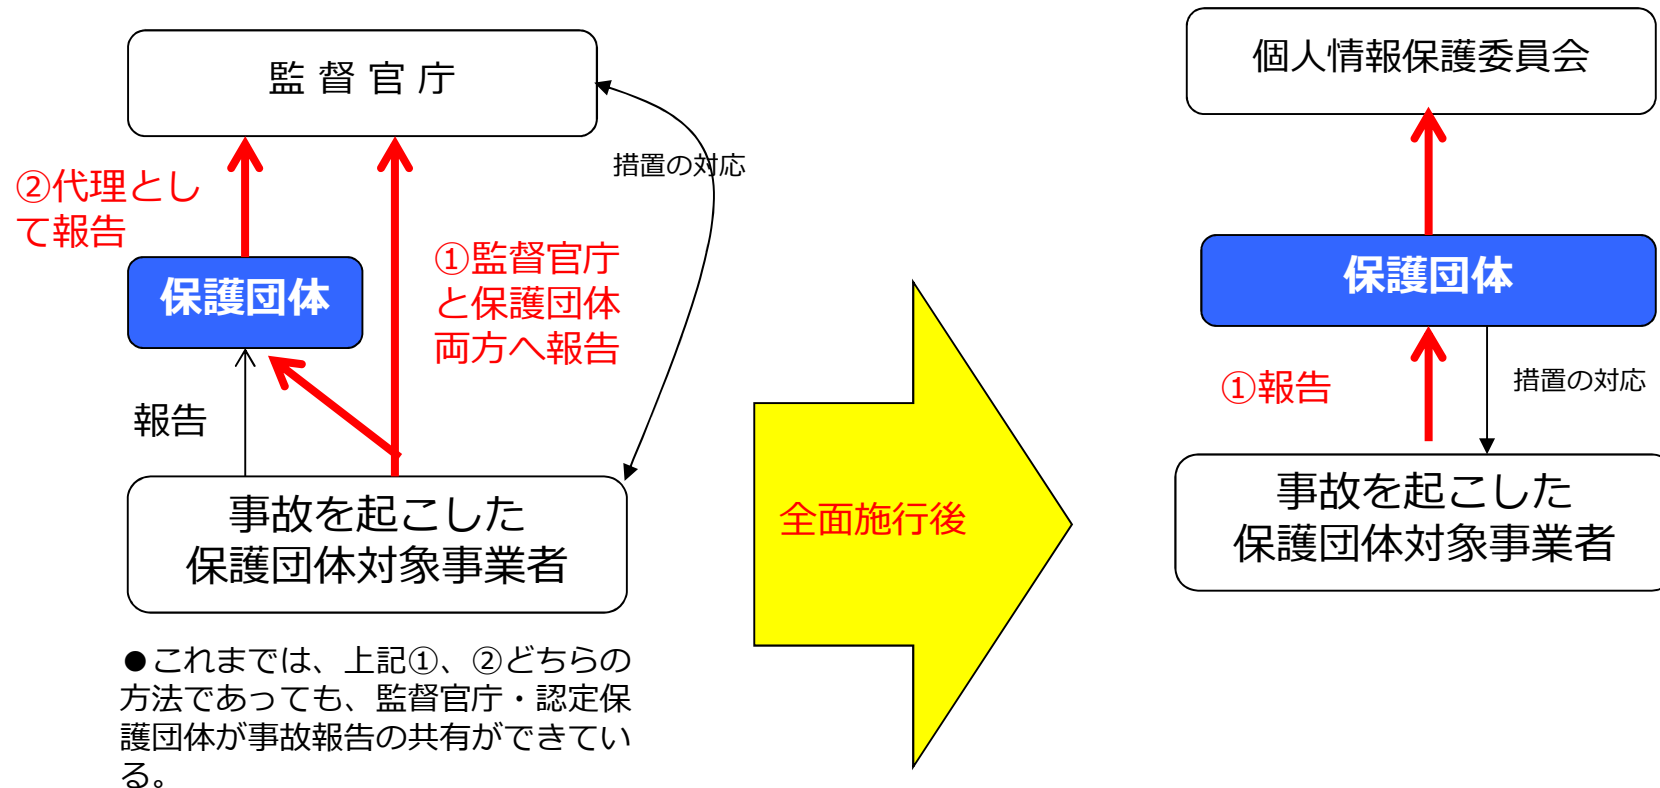 監 督 官 庁
措置の対応
②代理とし
て報告
①監督官庁
と保護団体
両方へ報告
保護団体
報告
事故を起こした
保護団体対象事業者
●これまでは、上記①、②どちらの
方法であっても、監督官庁・認定保
護団体が事故報告の共有ができてい
る。
全面施行後
個人情報保護委員会
保護団体
①報告
措置の対応
事故を起こした
保護団体対象事業者